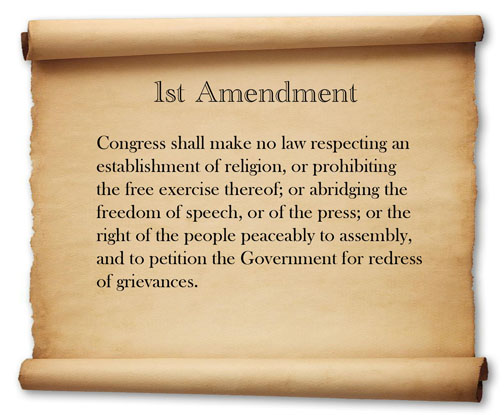 1st Amendment
Congress shall make no law respecting an
establishment of religion, or prohibiting
the free exercise thereof; or abridging the
freedom of speech, or of the press; or the
right of the people peaceably to assembly,
and to petition the Government for redress
of grievances.